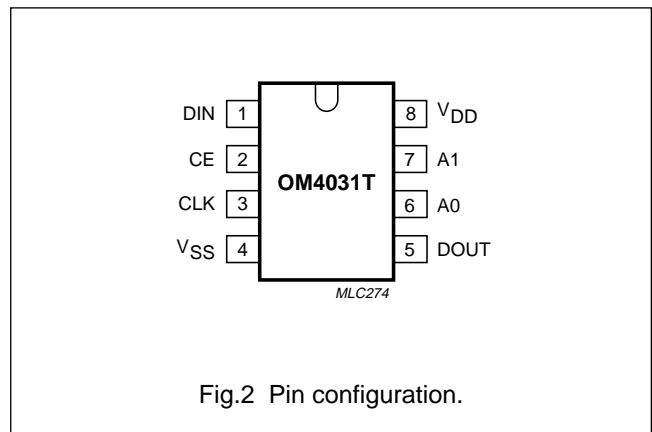 DIN 1 8 VDD
CE 2 7 A1
OM4031T
CLK 3 6 A0
VSS 4 5 DOUT
MLC274
Fig.2 Pin configuration.